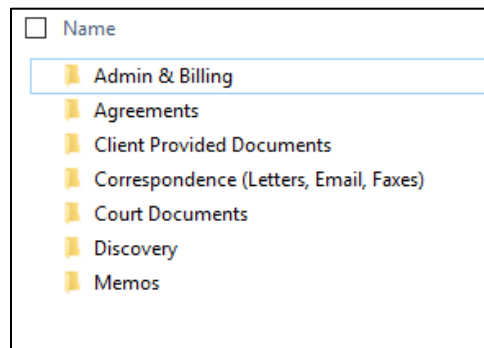 Name
Admin & Billing
Agreements
Client Provided Documents
Correspondence (Letters, Email, Faxes)
Court Documents
Discovery
Memos